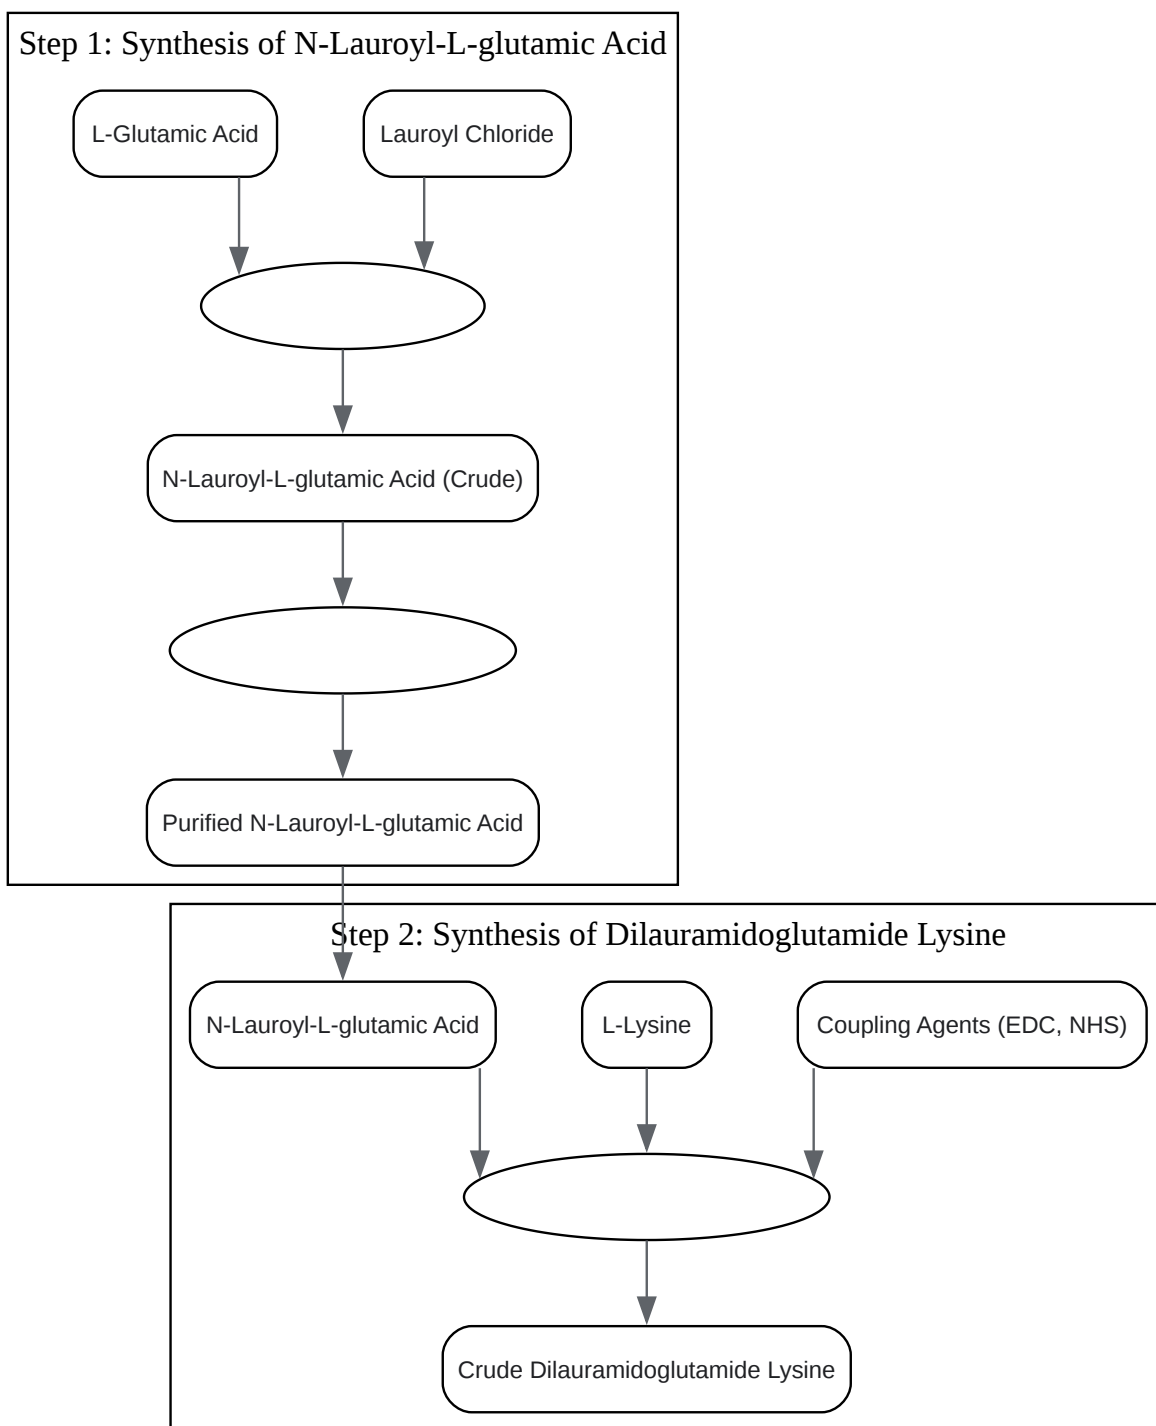 Step 1: Synthesis of N-Lauroyl-L-glutamic Acid
L-Glutamic Acid
Lauroyl Chloride
N-Lauroyl-L-glutamic Acid (Crude)
Purified N-Lauroyl-L-glutamic Acid
Step 2: Synthesis of Dilauramidoglutamide Lysine
N-Lauroyl-L-glutamic Acid
L-Lysine
Coupling Agents (EDC, NHS)
Crude Dilauramidoglutamide Lysine